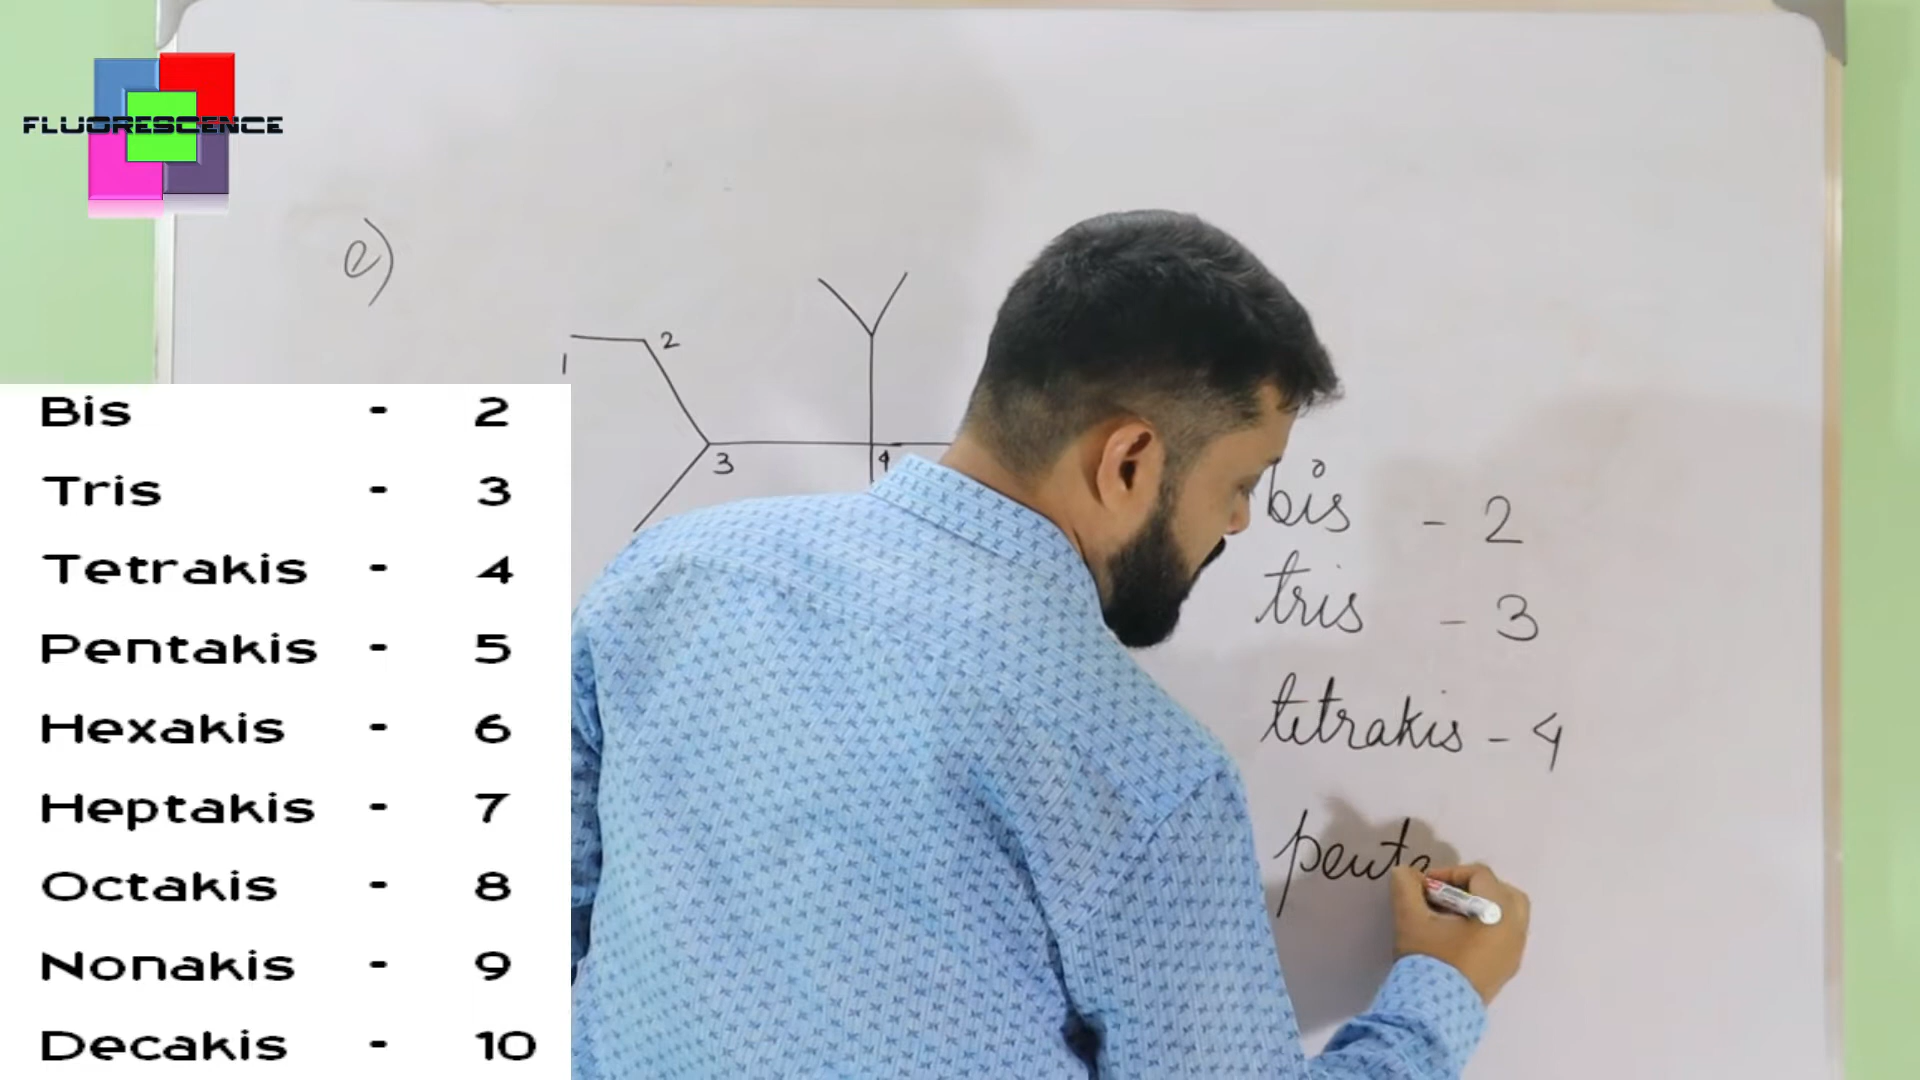 FLUORESCENCE
e)
1
2
3
4
Bis - 2
Tris - 3
Tetrakis - 4
Pentakis - 5
Hexakis - 6
Heptakis - 7
Octakis - 8
Nonakis - 9
Decakis - 10
bis - 2
tris - 3
tetrakis - 4
penta